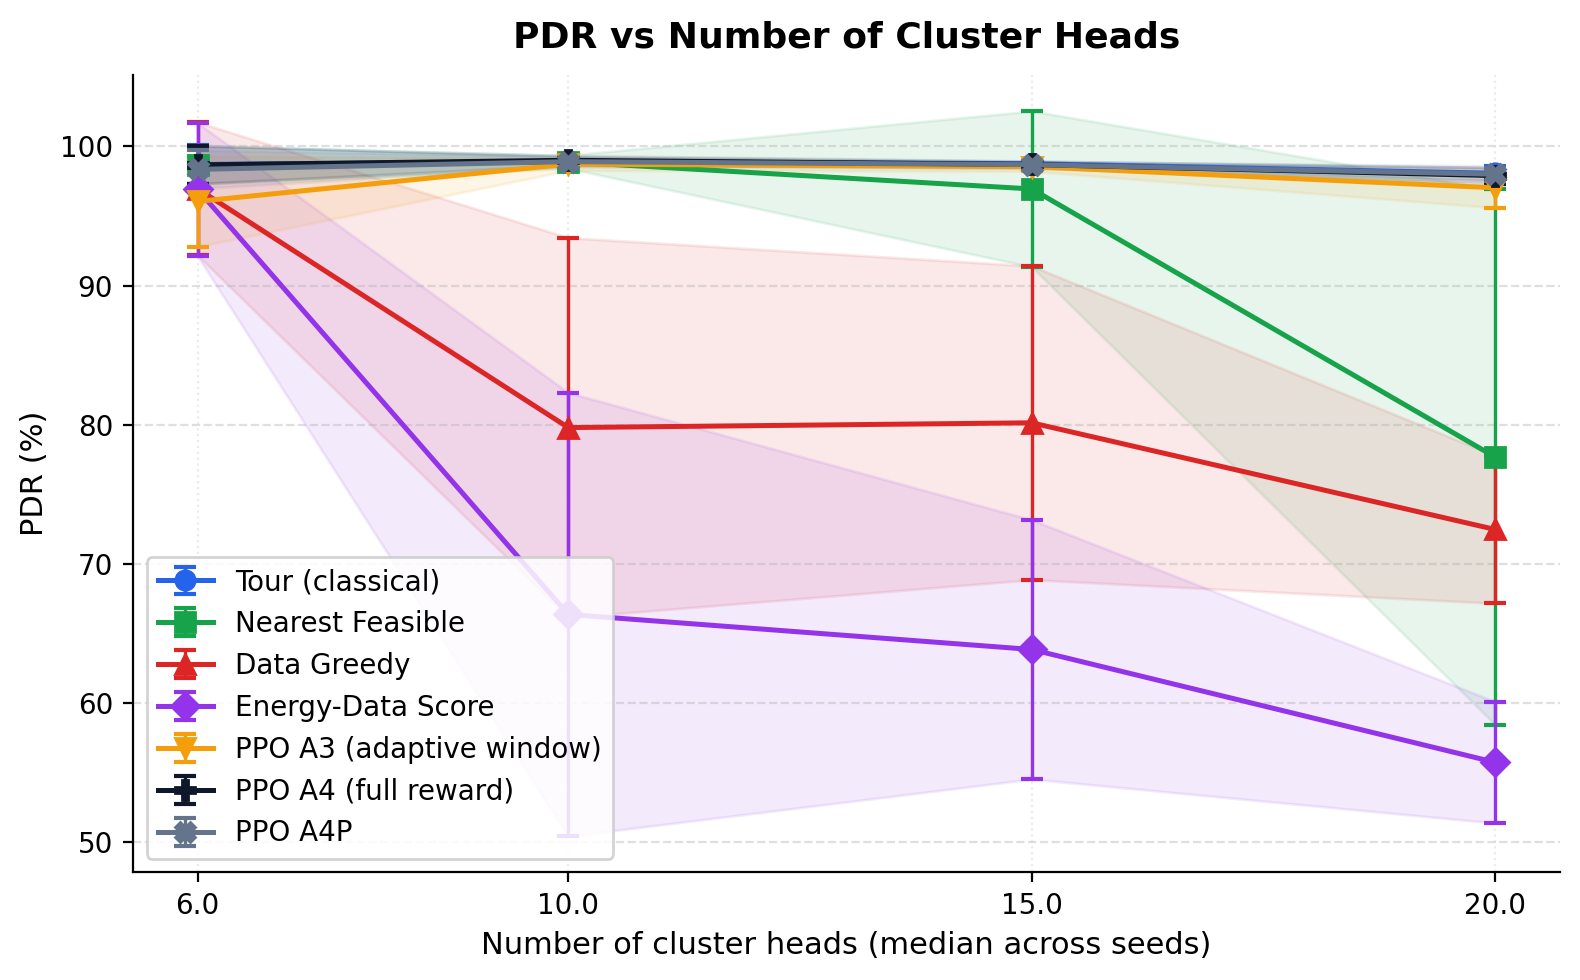 PDR vs Number of Cluster Heads
PDR (%)
100
90
80
70
60
50
Tour (classical)
Nearest Feasible
Data Greedy
Energy-Data Score
PPO A3 (adaptive window)
PPO A4 (full reward)
PPO A4P
6.0 10.0 15.0 20.0
Number of cluster heads (median across seeds)